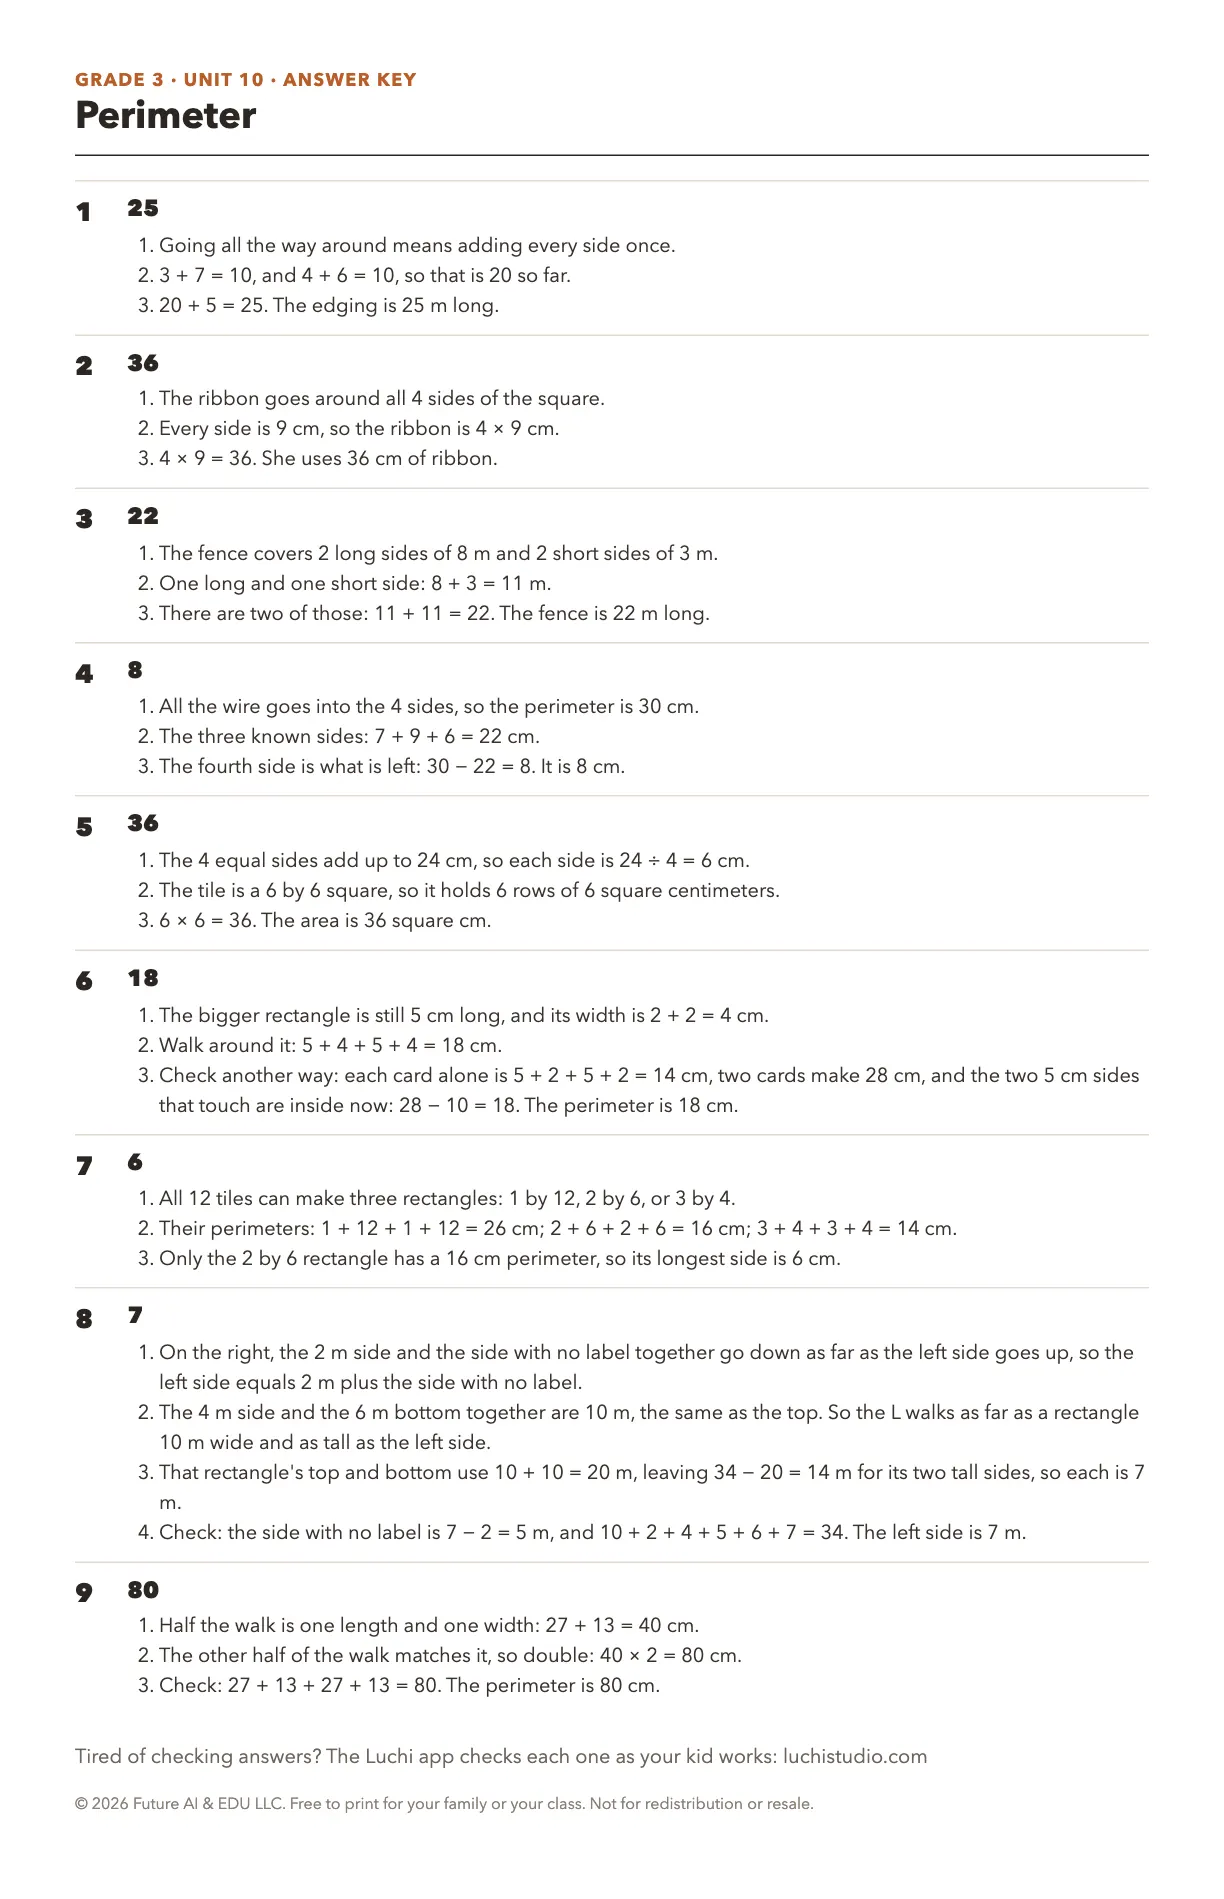 GRADE 3 · UNIT 10 · ANSWER KEY
Perimeter
1 25
1. Going all the way around means adding every side once.
2. 3 + 7 = 10, and 4 + 6 = 10, so that is 20 so far.
3. 20 + 5 = 25. The edging is 25 m long.
2 36
1. The ribbon goes around all 4 sides of the square.
2. Every side is 9 cm, so the ribbon is 4 × 9 cm.
3. 4 × 9 = 36. She uses 36 cm of ribbon.
3 22
1. The fence covers 2 long sides of 8 m and 2 short sides of 3 m.
2. One long and one short side: 8 + 3 = 11 m.
3. There are two of those: 11 + 11 = 22. The fence is 22 m long.
4 8
1. All the wire goes into the 4 sides, so the perimeter is 30 cm.
2. The three known sides: 7 + 9 + 6 = 22 cm.
3. The fourth side is what is left: 30 − 22 = 8. It is 8 cm.
5 36
1. The 4 equal sides add up to 24 cm, so each side is 24 ÷ 4 = 6 cm.
2. The tile is a 6 by 6 square, so it holds 6 rows of 6 square centimeters.
3. 6 × 6 = 36. The area is 36 square cm.
6 18
1. The bigger rectangle is still 5 cm long, and its width is 2 + 2 = 4 cm.
2. Walk around it: 5 + 4 + 5 + 4 = 18 cm.
3. Check another way: each card alone is 5 + 2 + 5 + 2 = 14 cm, two cards make 28 cm, and the two 5 cm sides
that touch are inside now: 28 − 10 = 18. The perimeter is 18 cm.
7 6
1. All 12 tiles can make three rectangles: 1 by 12, 2 by 6, or 3 by 4.
2. Their perimeters: 1 + 12 + 1 + 12 = 26 cm; 2 + 6 + 2 + 6 = 16 cm; 3 + 4 + 3 + 4 = 14 cm.
3. Only the 2 by 6 rectangle has a 16 cm perimeter, so its longest side is 6 cm.
8 7
1. On the right, the 2 m side and the side with no label together go down as far as the left side goes up, so the
left side equals 2 m plus the side with no label.
2. The 4 m side and the 6 m bottom together are 10 m, the same as the top. So the L walks as far as a rectangle
10 m wide and as tall as the left side.
3. That rectangle's top and bottom use 10 + 10 = 20 m, leaving 34 − 20 = 14 m for its two tall sides, so each is 7
m.
4. Check: the side with no label is 7 − 2 = 5 m, and 10 + 2 + 4 + 5 + 6 + 7 = 34. The left side is 7 m.
9 80
1. Half the walk is one length and one width: 27 + 13 = 40 cm.
2. The other half of the walk matches it, so double: 40 × 2 = 80 cm.
3. Check: 27 + 13 + 27 + 13 = 80. The perimeter is 80 cm.
Tired of checking answers? The Luchi app checks each one as your kid works: luchistudio.com
© 2026 Future AI & EDU LLC. Free to print for your family or your class. Not for redistribution or resale.